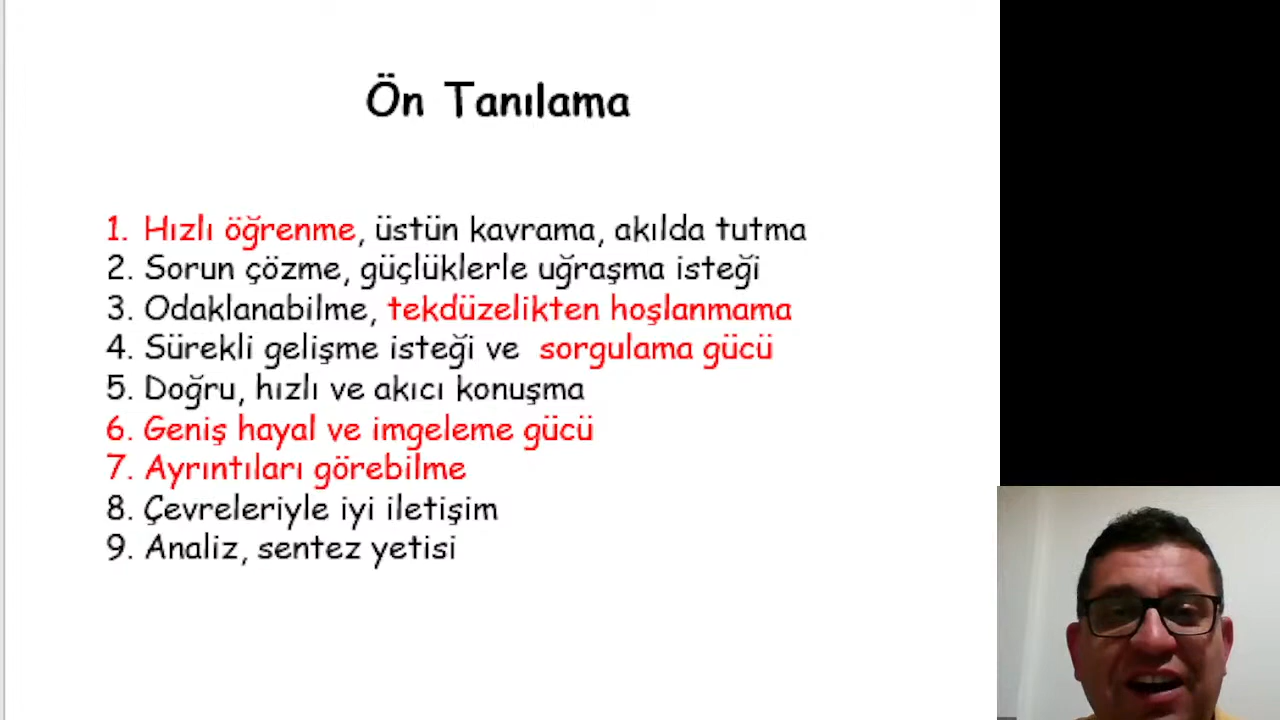 Ön Tanılama
1. Hızlı öğrenme, üstün kavrama, akılda tutma
2. Sorun çözme, güçlüklerle uğraşma isteği
3. Odaklanabilme, tekdüzelikten hoşlanmama
4. Sürekli gelişme isteği ve sorgulama gücü
5. Doğru, hızlı ve akıcı konuşma
6. Geniş hayal ve imgeleme gücü
7. Ayrıntıları görebilme
8. Çevreleriyle iyi iletişim
9. Analiz, sentez yetisi